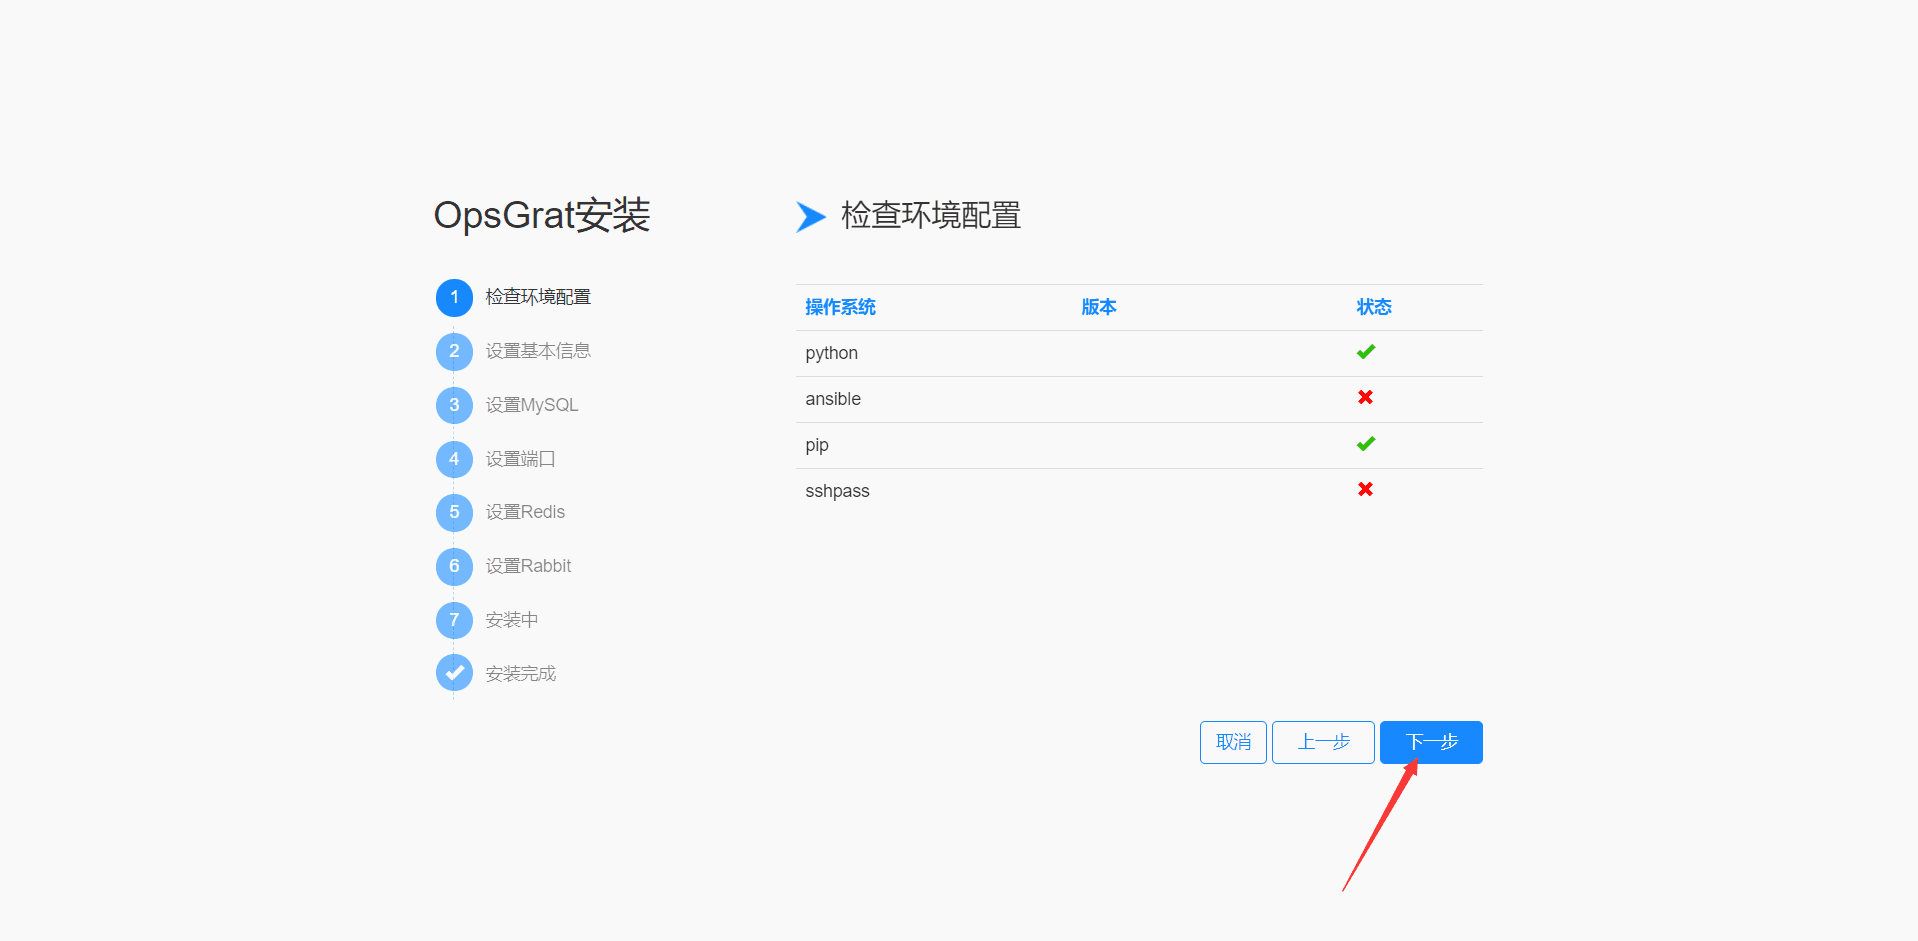 OpsGrat安装
1 检查环境配置
2 设置基本信息
3 设置MySQL
4 设置端口
5 设置Redis
6 设置Rabbit
7 安装中
安装完成
检查环境配置
操作系统 版本 状态
python
ansible
pip
sshpass
取消 上一步 下一步